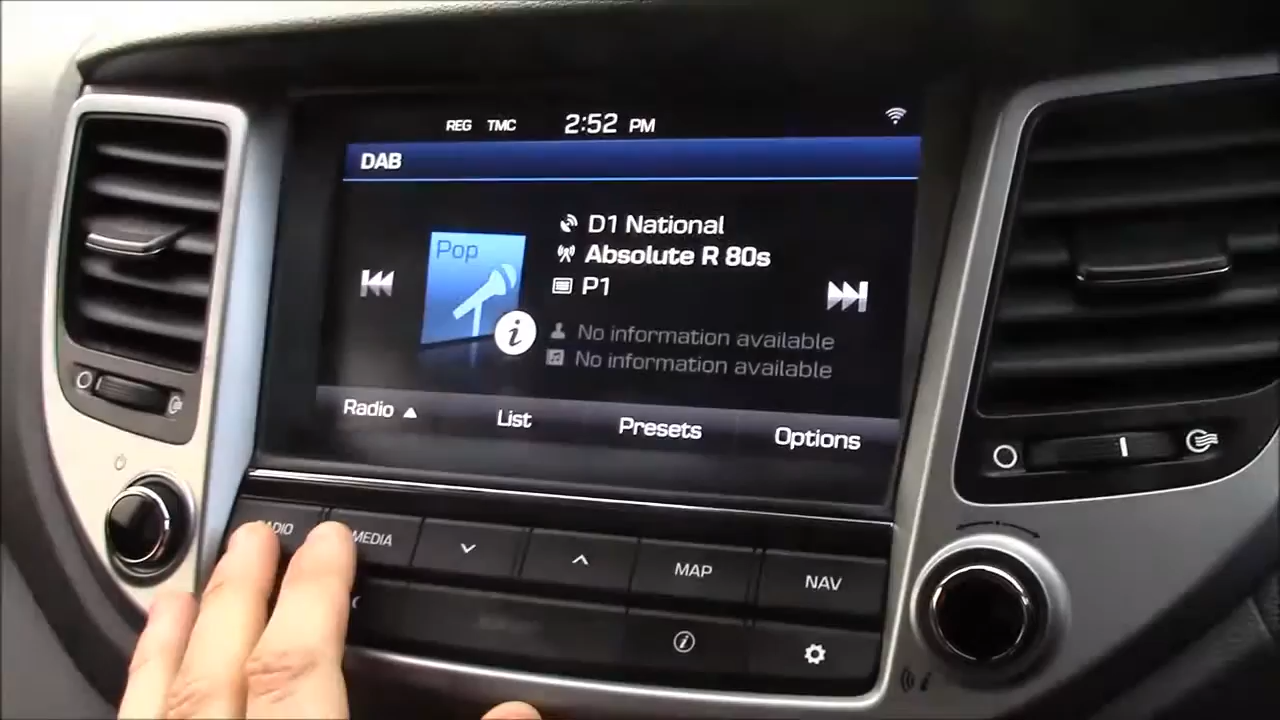 REG TMC 2:52 PM
DAB
Pop
D1 National
Absolute R 80s
P1
No information available
No information available
Radio List Presets Options
RADIO MEDIA MAP NAV